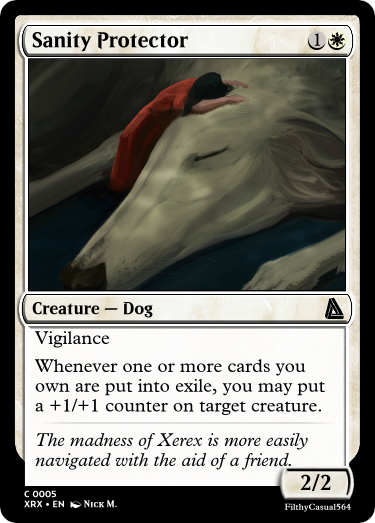 Sanity Protector 1
Creature — Dog
Vigilance
Whenever one or more cards you
own are put into exile, you may put
a +1/+1 counter on target creature.
The madness of Xerex is more easily
navigated with the aid of a friend.
2/2
C 0005
XRX • EN Nick M.
FilthyCasual564